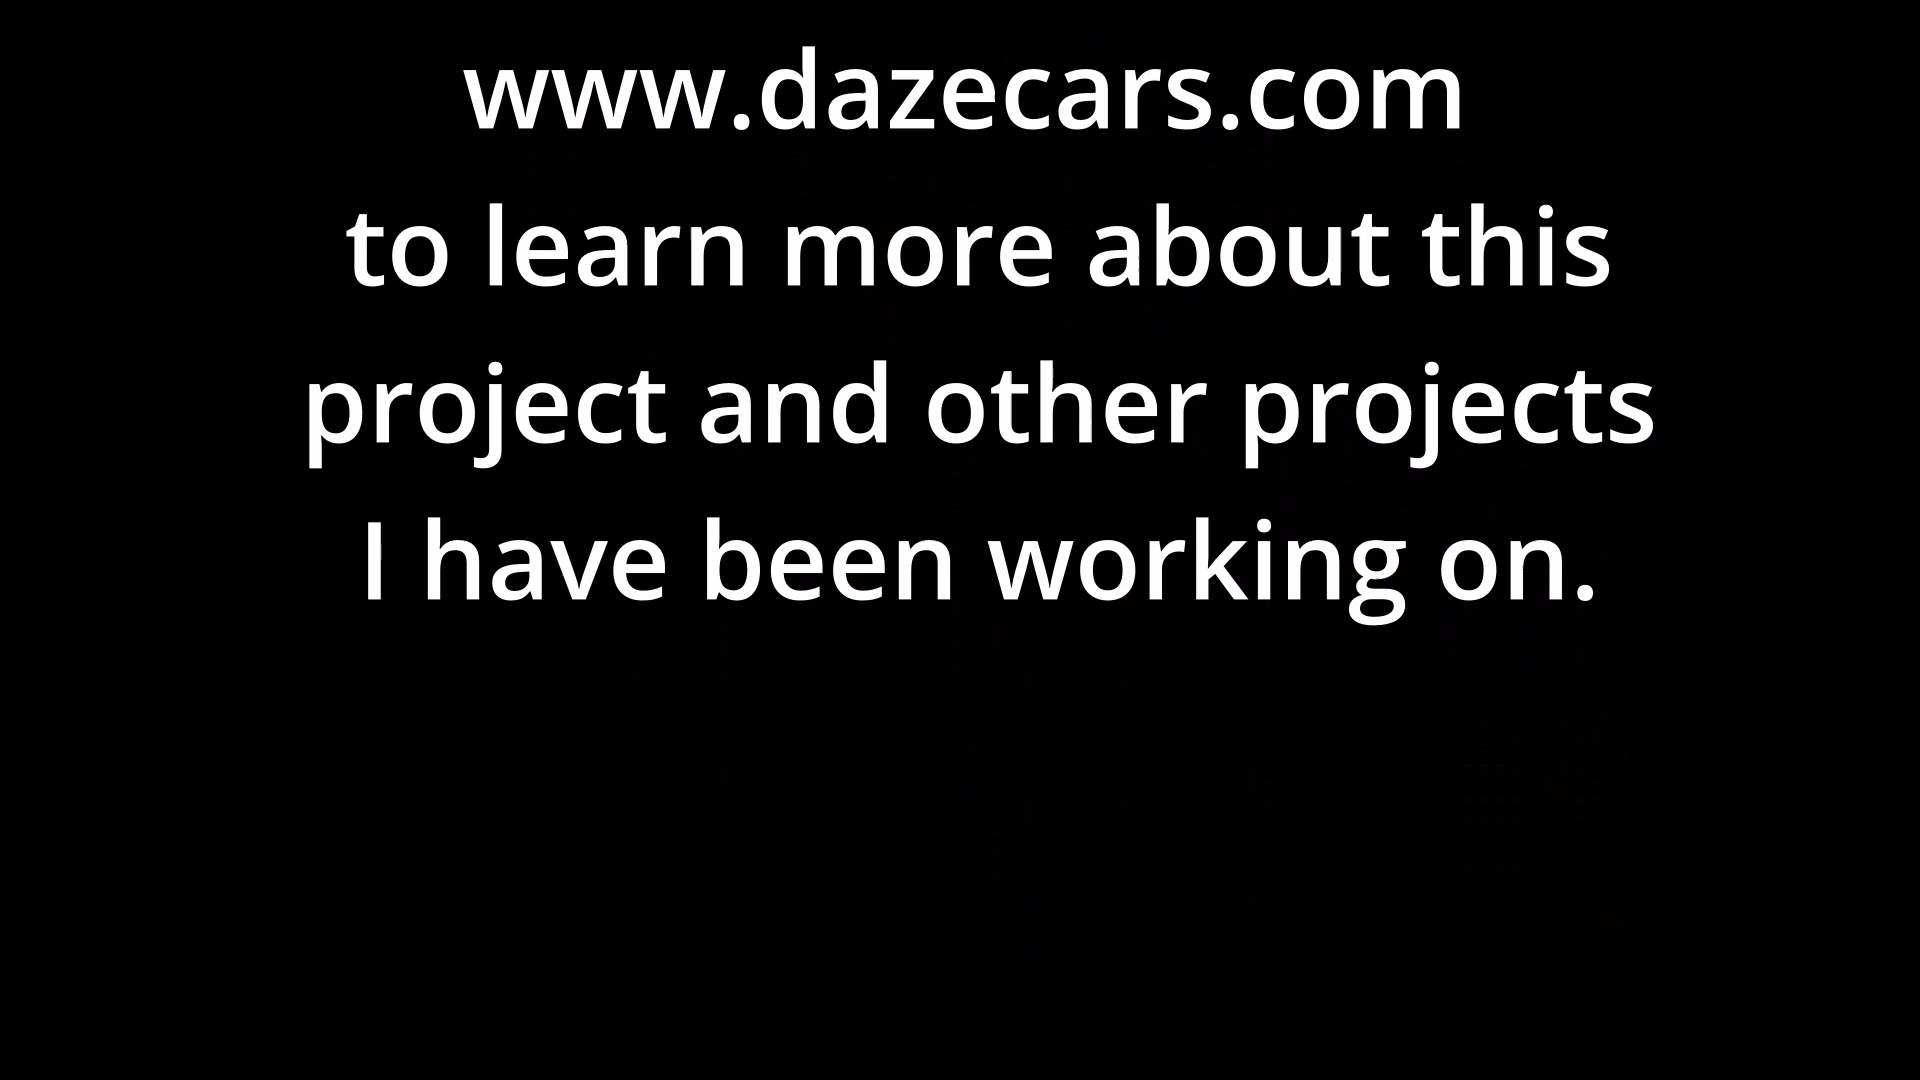 www.dazecars.com
to learn more about this
project and other projects
I have been working on.